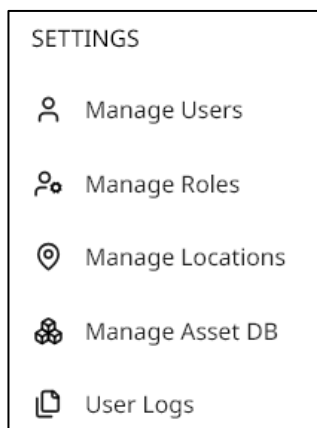 SETTINGS
Manage Users
Manage Roles
Manage Locations
Manage Asset DB
User Logs